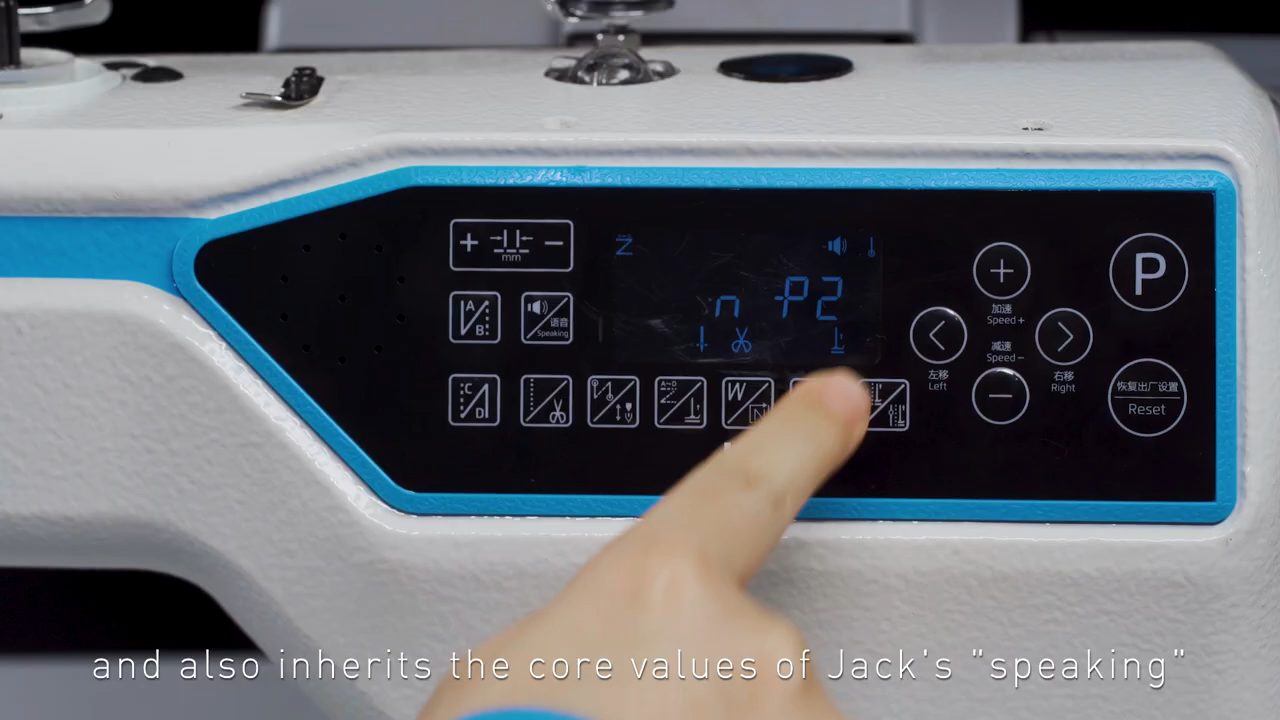 + − mm
n P2
A B
语音 Speaking
加速
Speed+
减速
Speed−
左移
Left
右移
Right
P
恢复出厂设置
Reset
C D
A~D
W N
and also inherits the core values of Jack's "speaking"